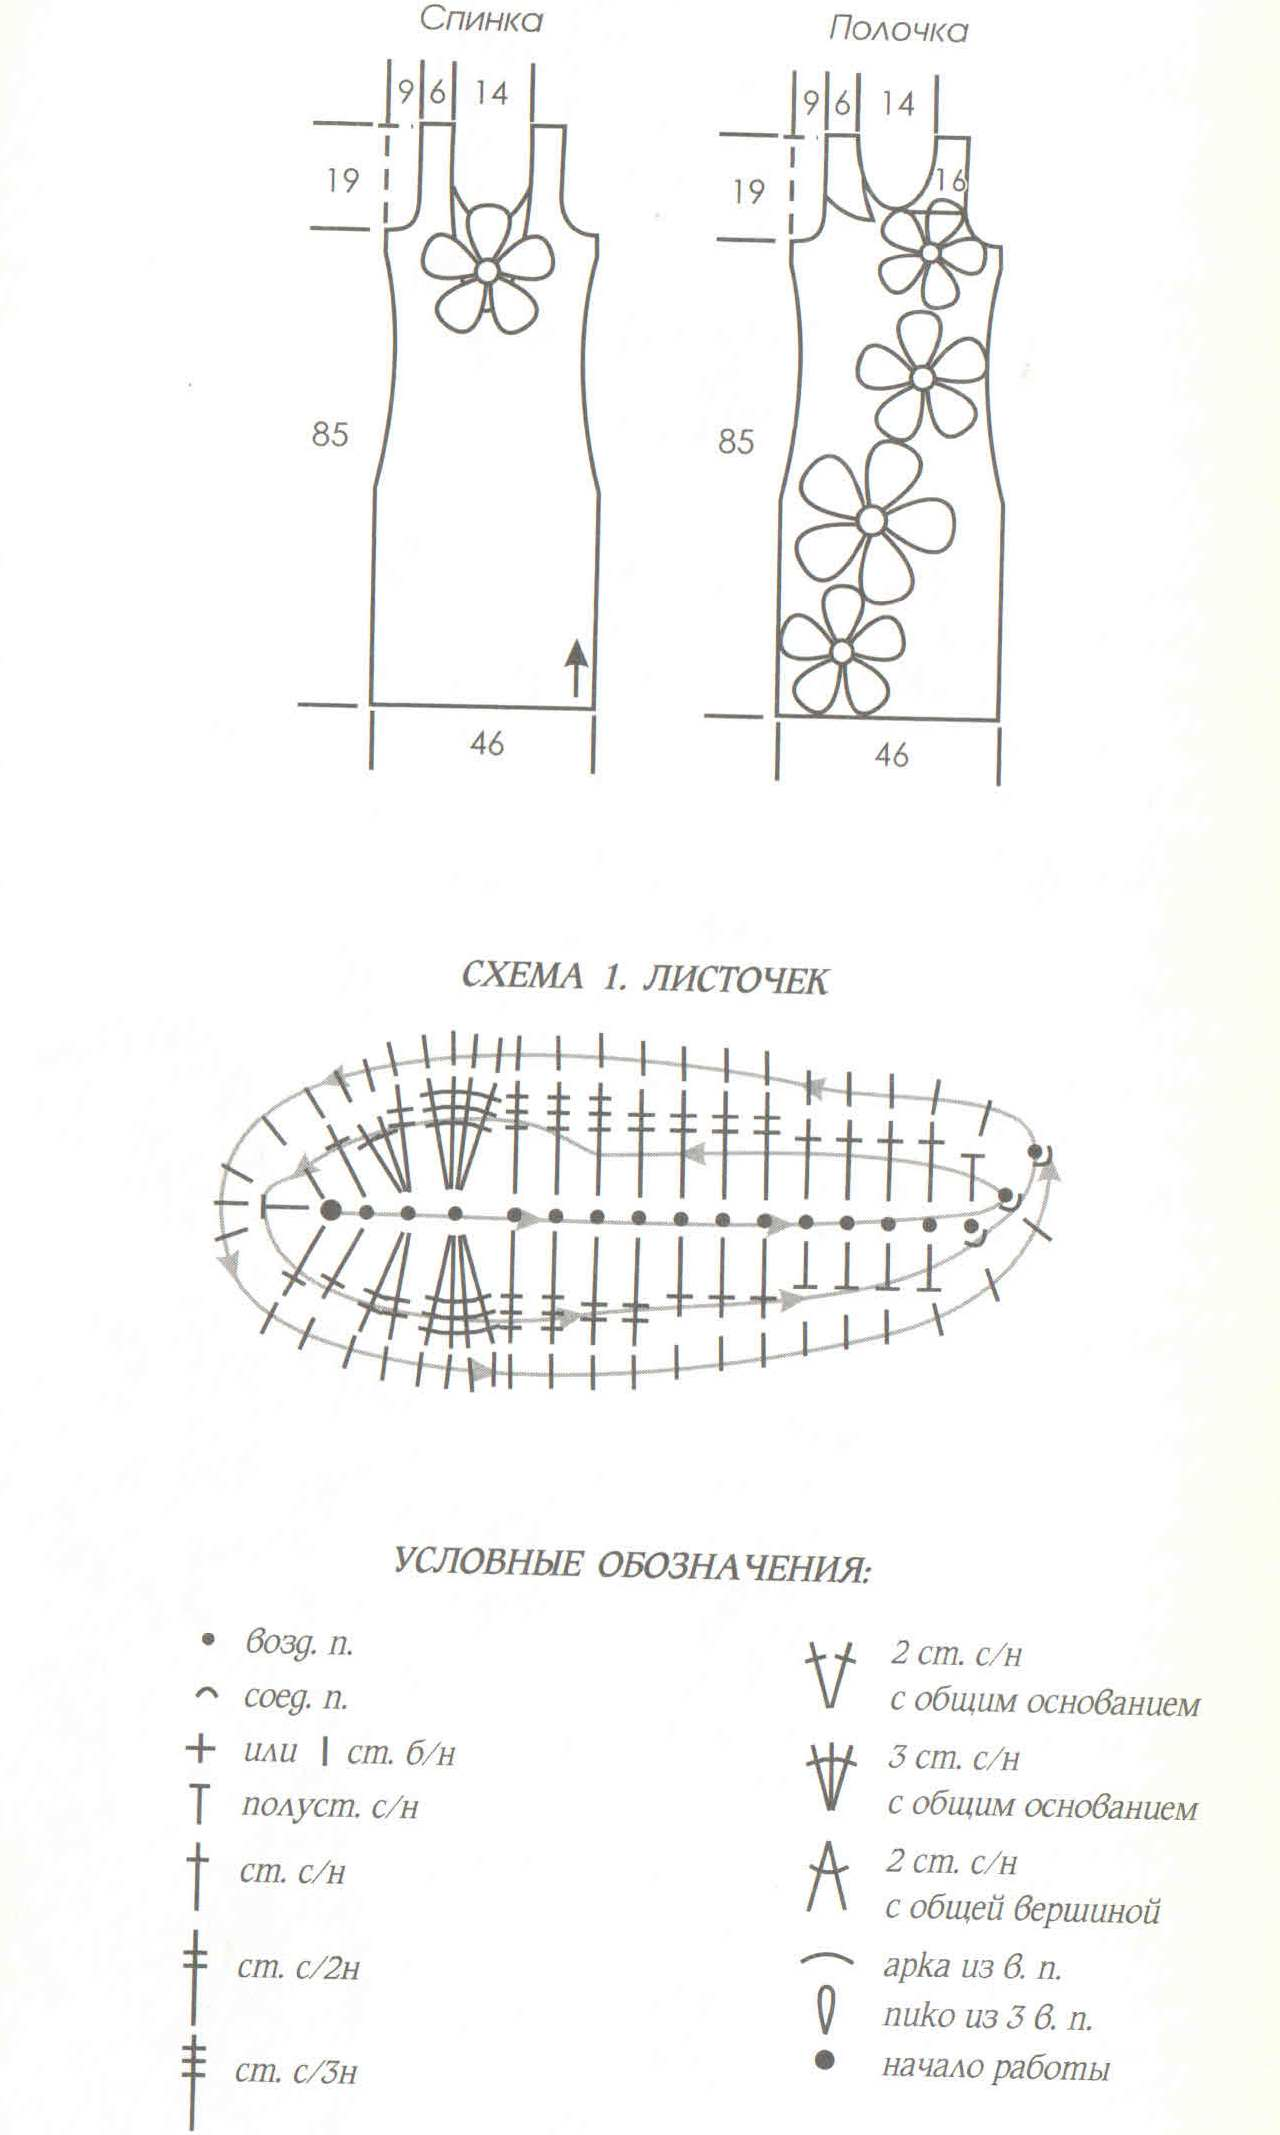 Спинка
Полочка
9 6 14
9 6 14
19
19
16
85
85
46
46
СХЕМА 1. ЛИСТОЧЕК
УСЛОВНЫЕ ОБОЗНАЧЕНИЯ:
возд. п.
соед. п.
или ст. б/н
полуст. с/н
ст. с/н
ст. с/2н
ст. с/3н
2 ст. с/н
с общим основанием
3 ст. с/н
с общим основанием
2 ст. с/н
с общей вершиной
арка из в. п.
пико из 3 в. п.
начало работы